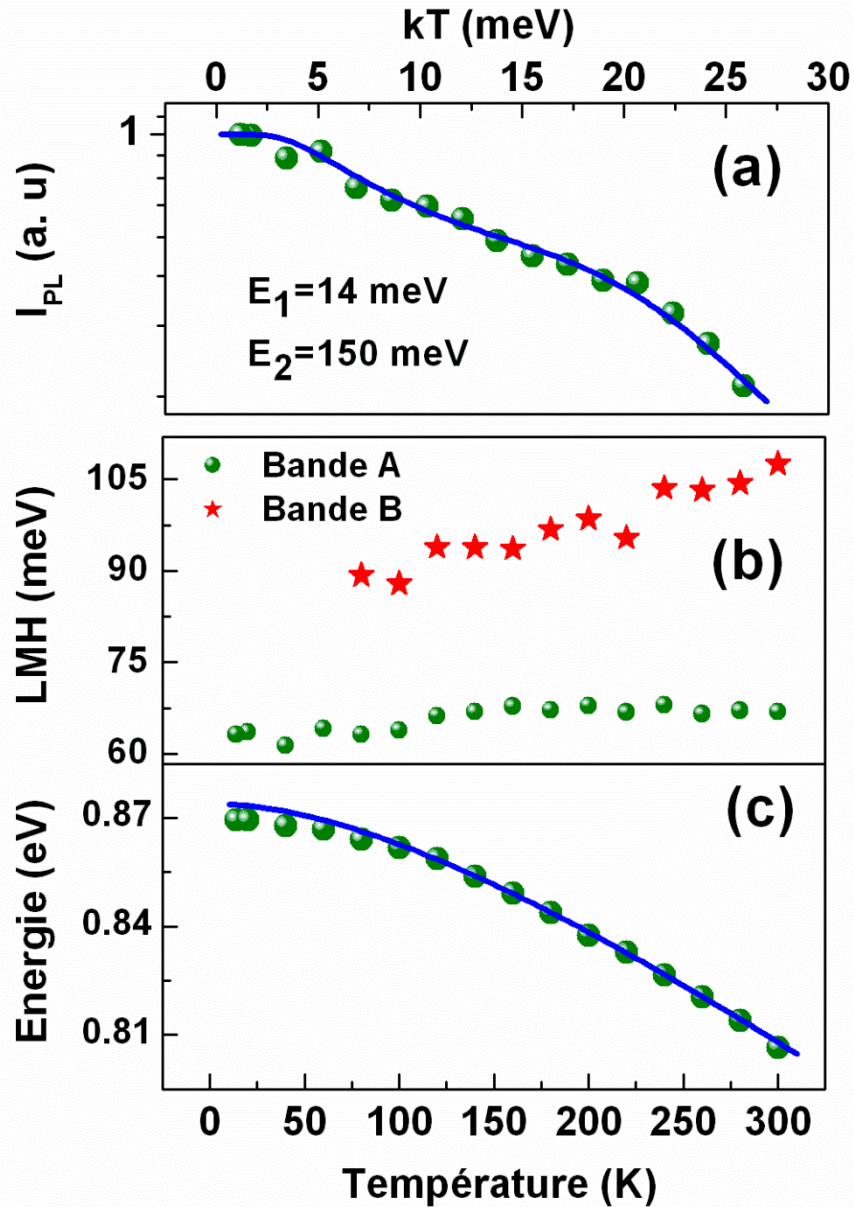 kT (meV)
0 5 10 15 20 25 30
1
I_PL (a. u)
(a)
E_1=14 meV
E_2=150 meV
105
90
75
60
LMH (meV)
Bande A
Bande B
(b)
0.87
0.84
0.81
Energie (eV)
(c)
0 50 100 150 200 250 300
Température (K)